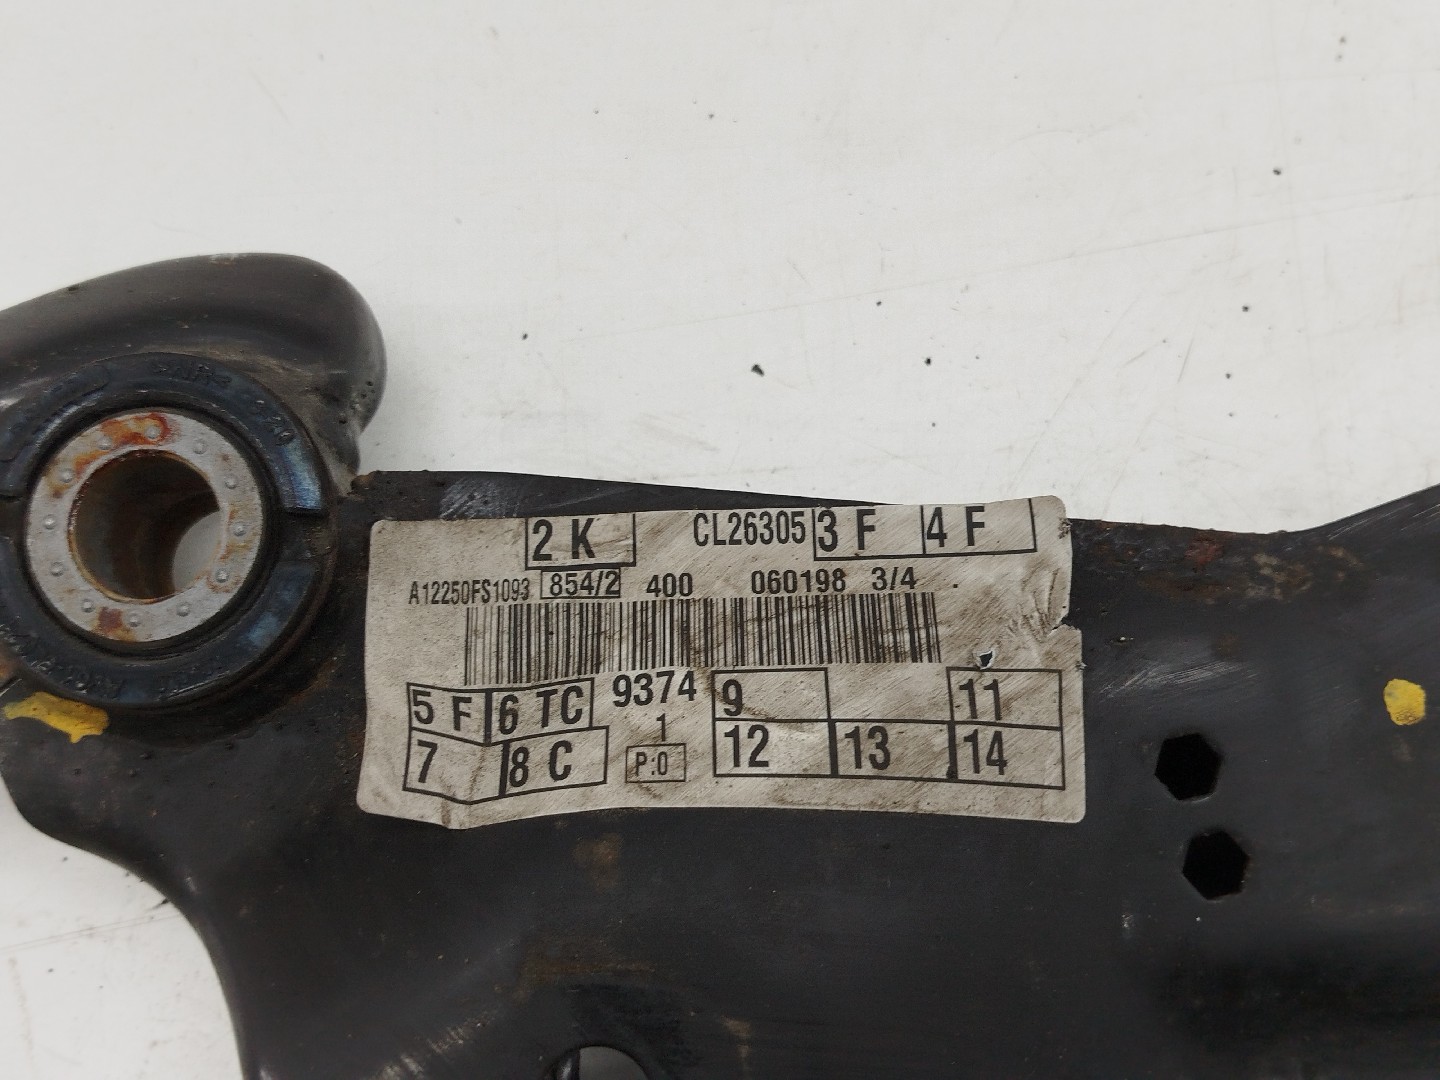 2 K CL26305 3 F 4 F
A12250FS1093 854/2 400 060198 3/4
5 F 6 TC 9374 9 11
1
7 8 C P:0 12 13 14